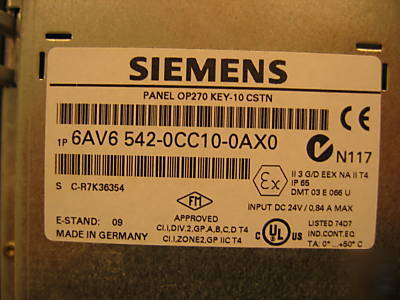 SIEMENS
PANEL OP270 KEY-10 CSTN
1P 6AV6 542-0CC10-0AX0
N117
S C-R7K36354
Ex
II 3 G/D EEX NA II T4
IP 65
DMT 03 E 066 U
INPUT DC 24V / 0,84 A MAX
FM
APPROVED
CI.I,DIV.2,GP.A,B,C,D T4
CI.I,ZONE2,GP IIC T4
E-STAND: 09
MADE IN GERMANY
C UL US
LISTED 74D7
IND.CONT.EQ
TA: 0° ...+50° C